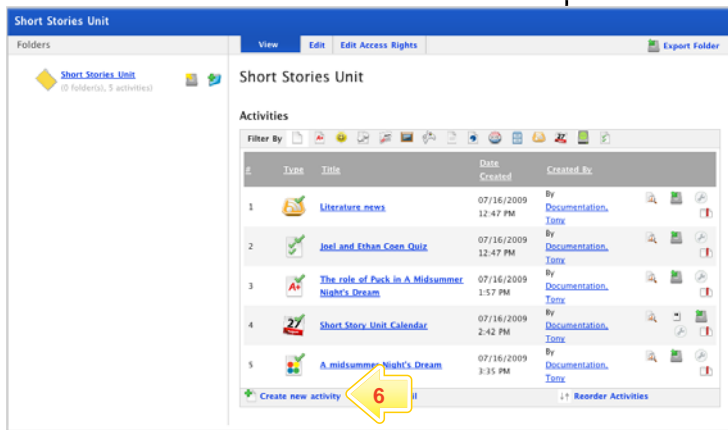 Short Stories Unit
Folders
View Edit Edit Access Rights Export Folder
Short Stories Unit
(0 folder(s), 5 activities)
Short Stories Unit
Activities
Filter By
# Type Title Date Created Created By
1 Literature news 07/16/2009 12:47 PM By Documentation, Tony
2 Joel and Ethan Coen Quiz 07/16/2009 12:47 PM By Documentation, Tony
3 A+ The role of Puck in A Midsummer Night's Dream 07/16/2009 1:57 PM By Documentation, Tony
4 27 Short Story Unit Calendar 07/16/2009 2:42 PM By Documentation, Tony
5 A midsummer Night's Dream 07/16/2009 3:35 PM By Documentation, Tony
Create new activity 6 Reorder Activities